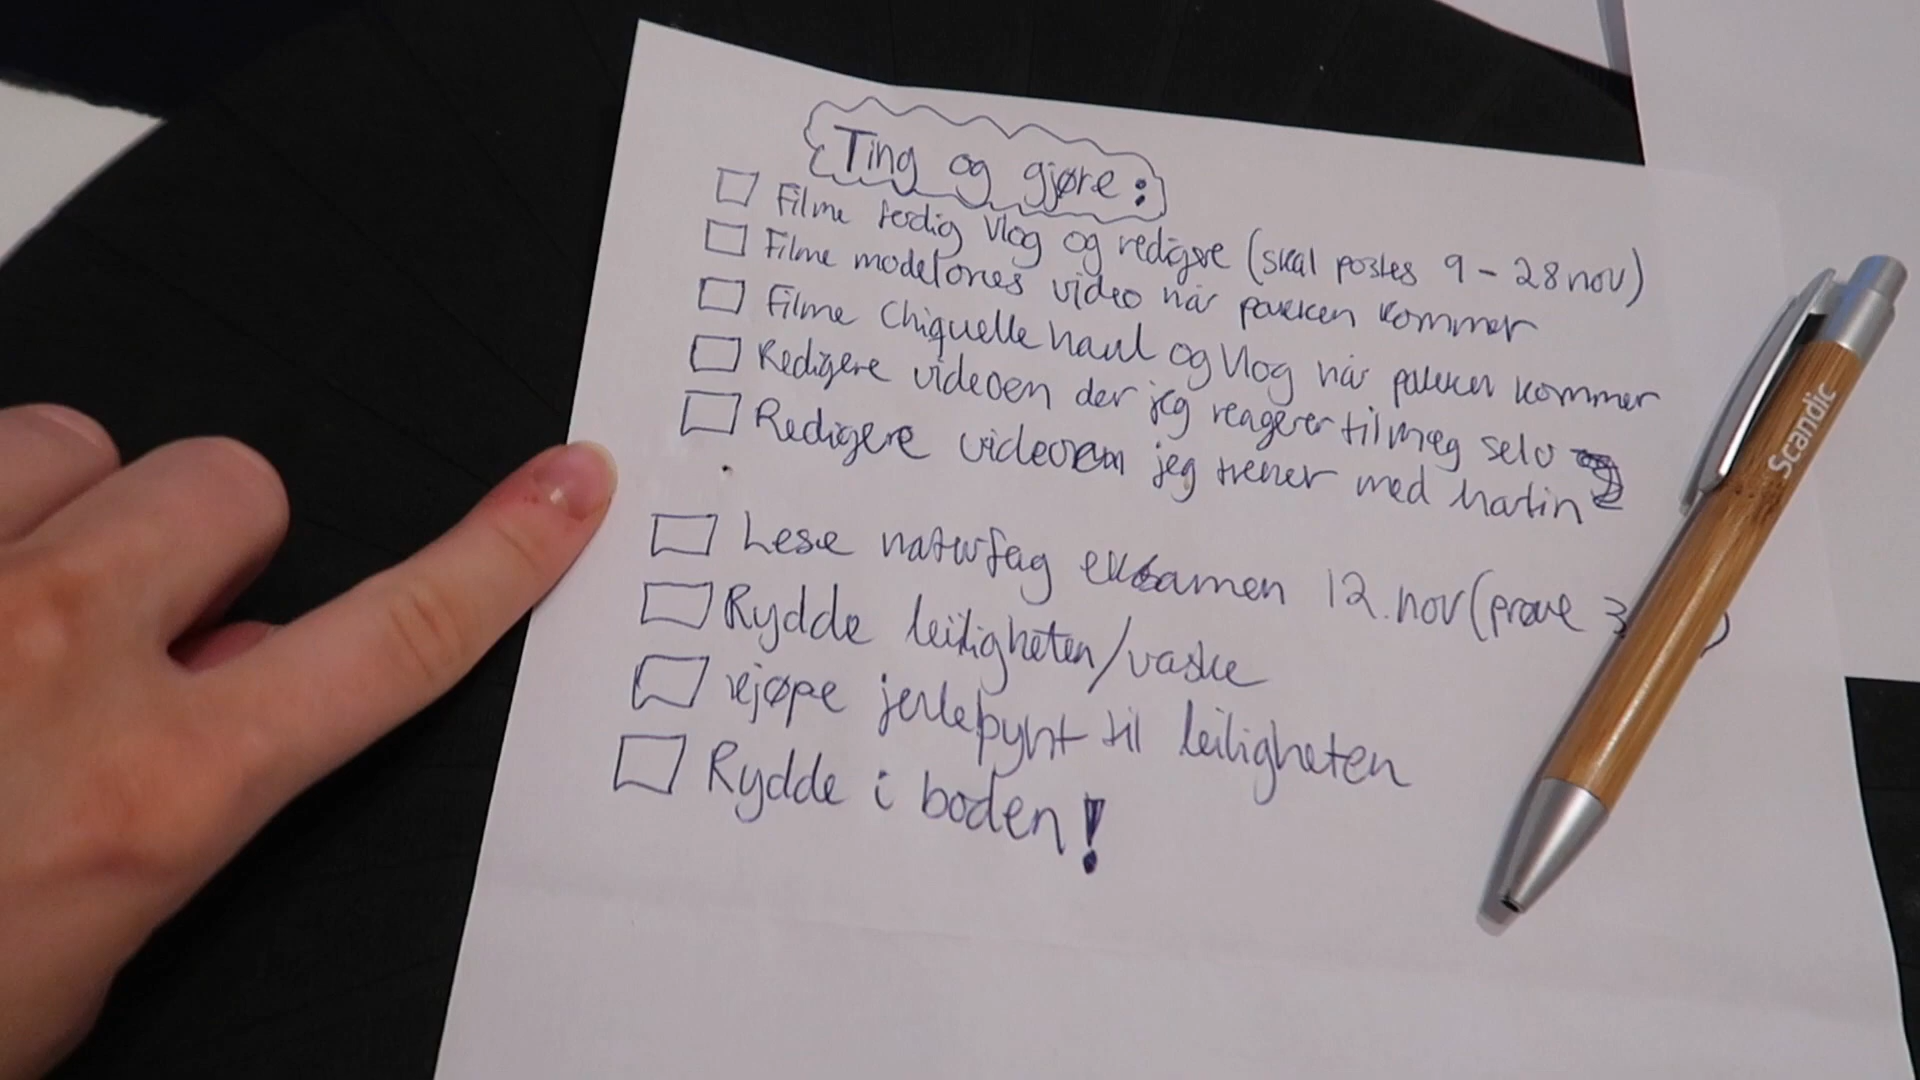 Ting og gjøre:
Filme ferdig Vlog og redigere (skal postes 9-28 nov)
Filme modelones video når pakken kommer
Filme Chiquelle haul og Vlog når pakken kommer
Redigere videoen der jeg reagerer til meg selv
Redigere videoen jeg trener med Martin
Lese naturfag eksamen 12. nov (prøve 3
Rydde leiligheten/vaske
kjøpe julepynt til leiligheten
Rydde i boden!
Scandic